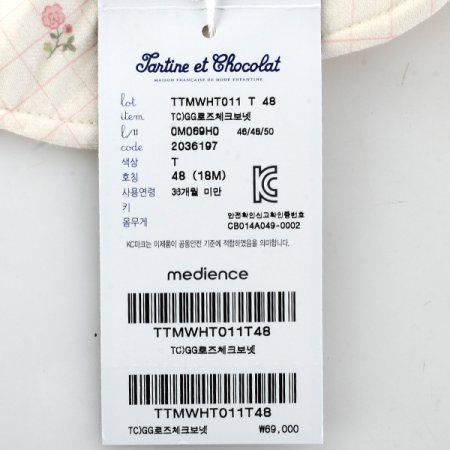 Tartine et Chocolat
MAISON FRANÇAISE DE MODE ENFANTINE
lot TTMWHT011 T 48
item TC)GG로즈체크보넷
l/# 0M069H0 46/48/50
code 2036197
색상 T
호칭 48 (18M)
사용연령 36개월 미만
키
몸무게
안전확인신고확인증번호
CB014A049-0002
KC마크는 이제품이 공통안전 기준에 적합하였음을 의미합니다.
medience
TTMWHT011T48
TC)GG로즈체크보넷
TTMWHT011T48
TC)GG로즈체크보넷 ₩69,000